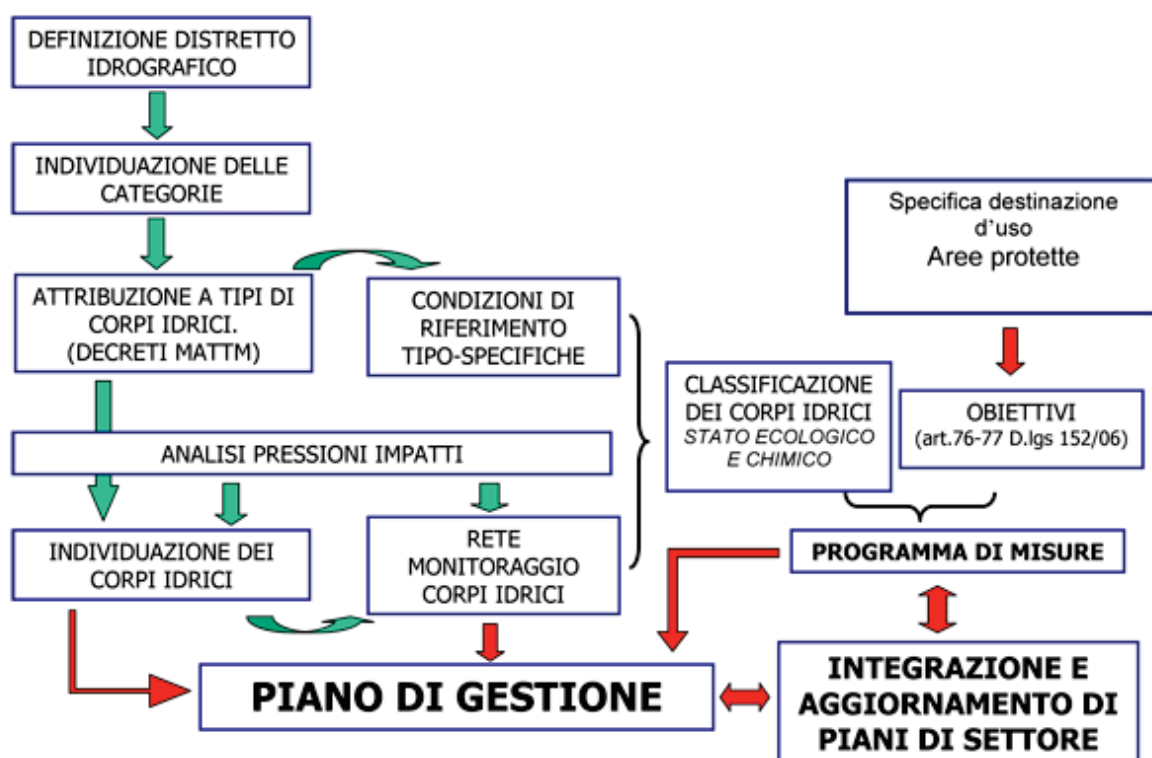 DEFINIZIONE DISTRETTO
IDROGRAFICO
INDIVIDUAZIONE DELLE
CATEGORIE
Specifica destinazione
d'uso
Aree protette
ATTRIBUZIONE A TIPI DI
CORPI IDRICI.
(DECRETI MATTM)
CONDIZIONI DI
RIFERIMENTO
TIPO-SPECIFICHE
CLASSIFICAZIONE
DEI CORPI IDRICI
STATO ECOLOGICO
E CHIMICO
OBIETTIVI
(art.76-77 D.lgs 152/06)
ANALISI PRESSIONI IMPATTI
INDIVIDUAZIONE DEI
CORPI IDRICI
RETE
MONITORAGGIO
CORPI IDRICI
PROGRAMMA DI MISURE
PIANO DI GESTIONE
INTEGRAZIONE E
AGGIORNAMENTO DI
PIANI DI SETTORE